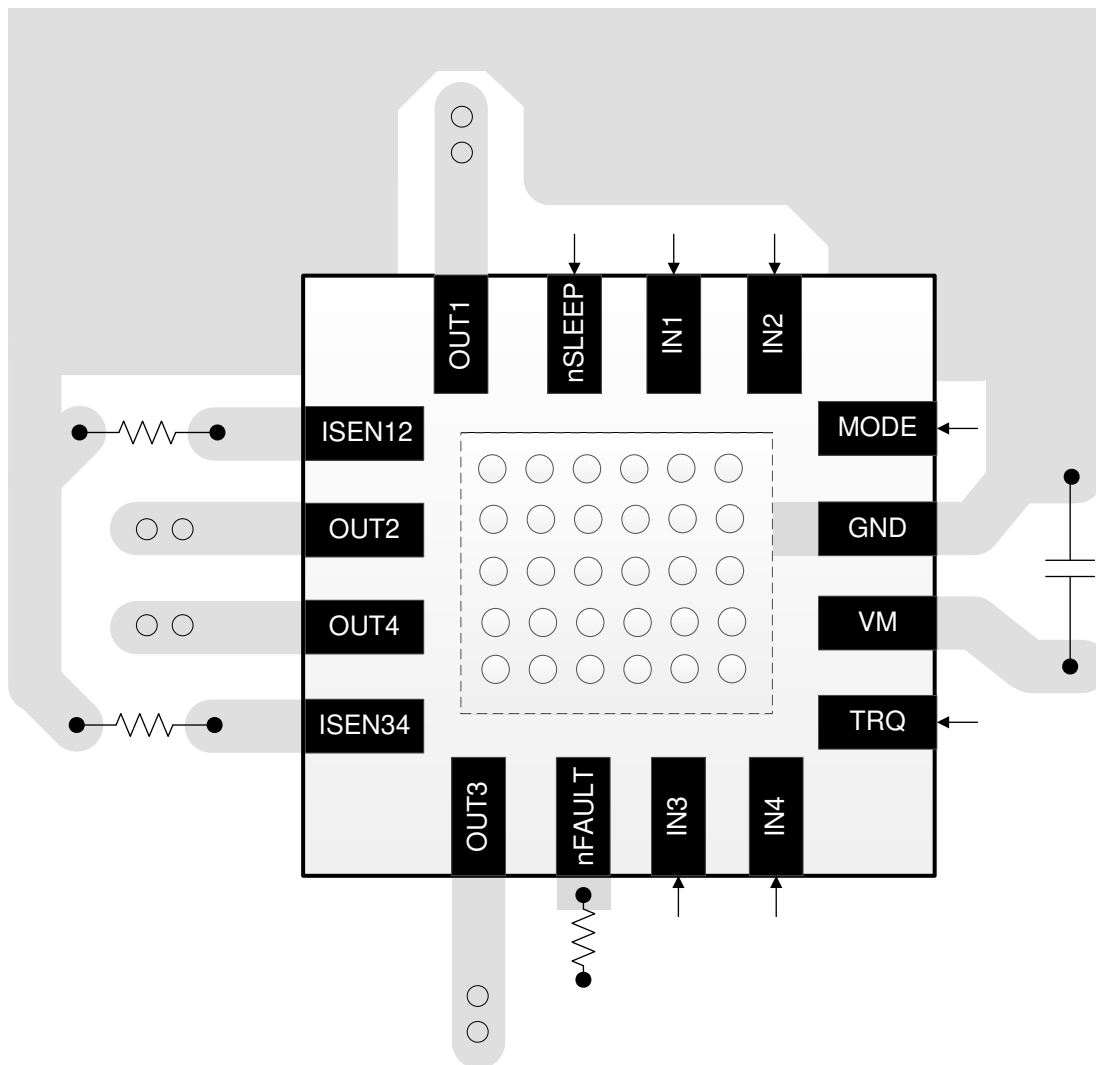 OUT1
nSLEEP
IN1
IN2
ISEN12
MODE
OUT2
GND
OUT4
VM
ISEN34
TRQ
OUT3
nFAULT
IN3
IN4